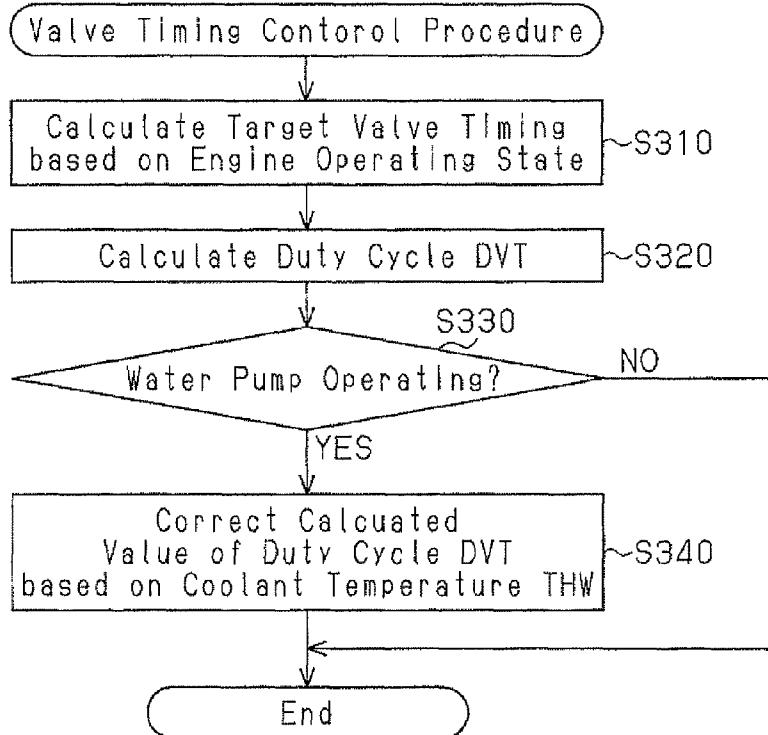 Valve Timing Contorol Procedure
Calculate Target Valve Timing
based on Engine Operating State
S310
Calculate Duty Cycle DVT
S320
S330
Water Pump Operating?
NO
YES
Correct Calcuated
Value of Duty Cycle DVT
based on Coolant Temperature THW
S340
End